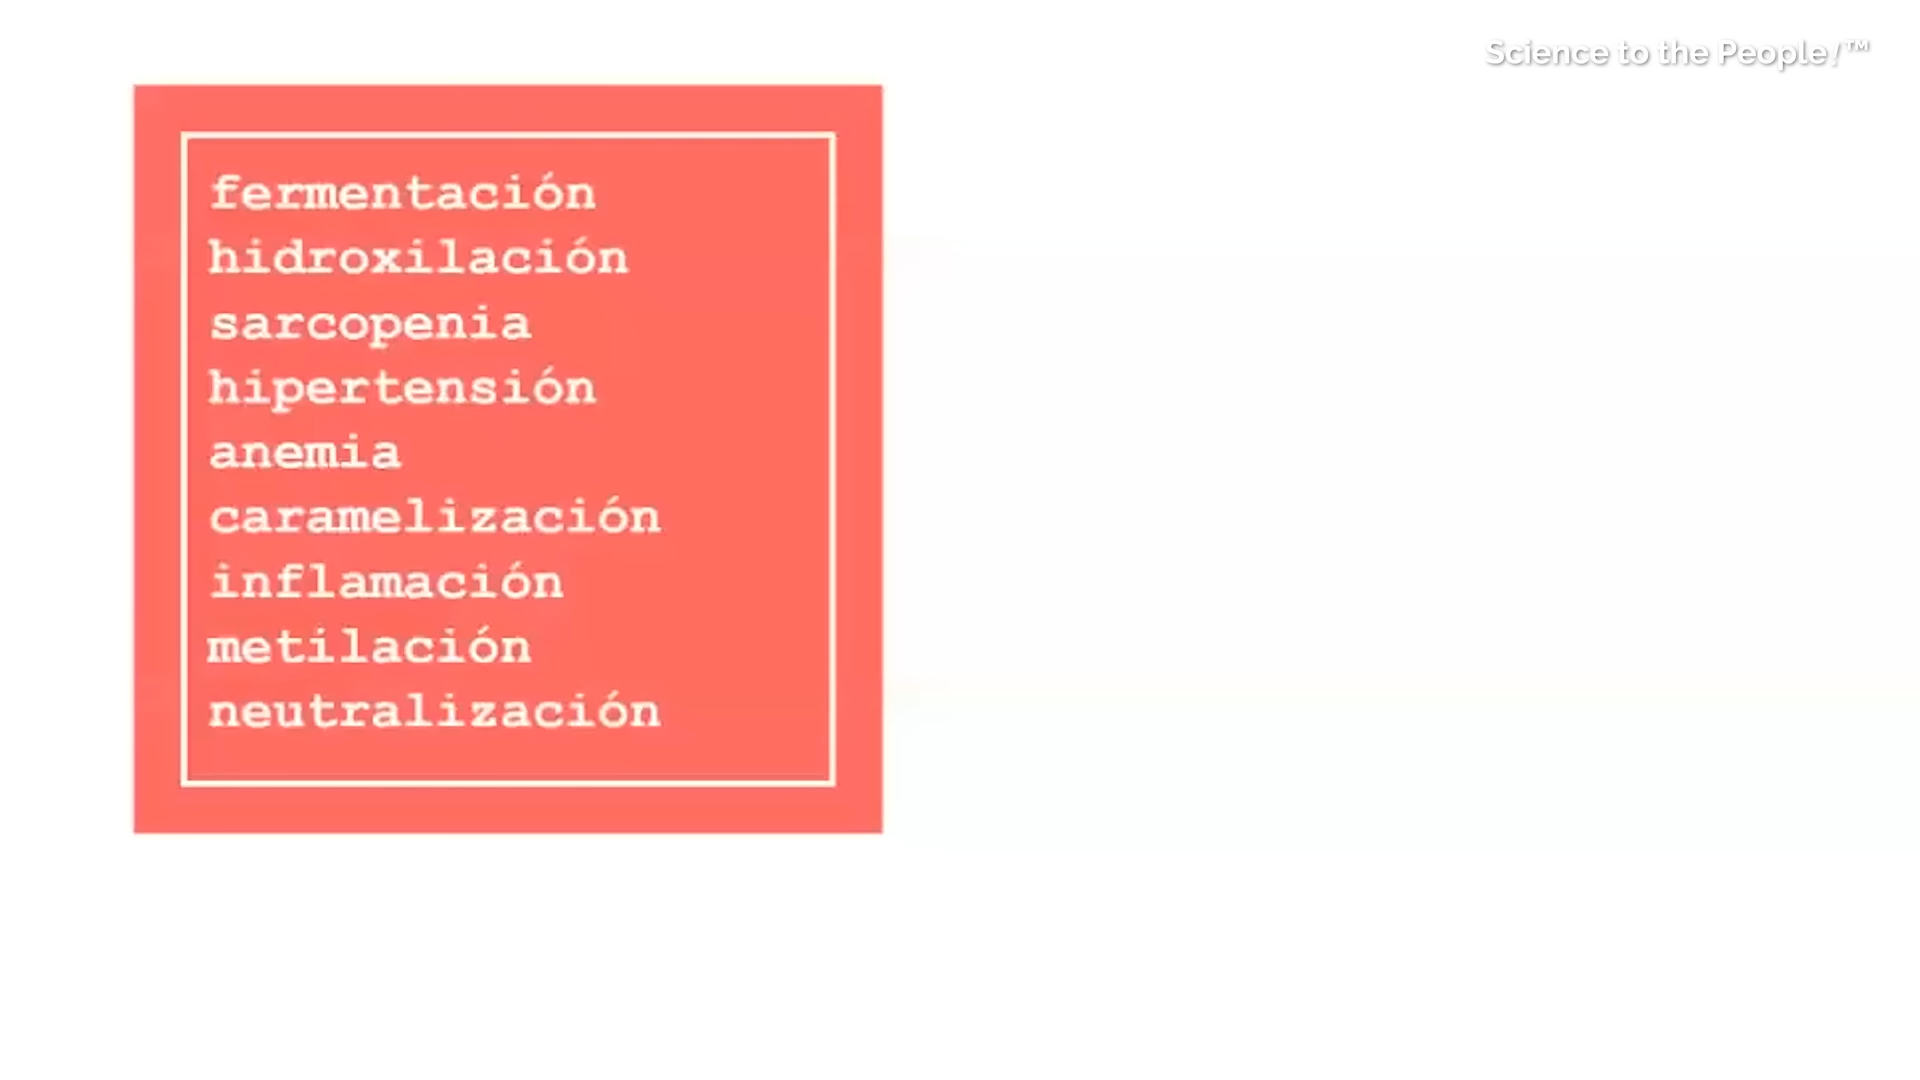 Science to the People!™
fermentación
hidroxilación
sarcopenia
hipertensión
anemia
caramelización
inflamación
metilación
neutralización